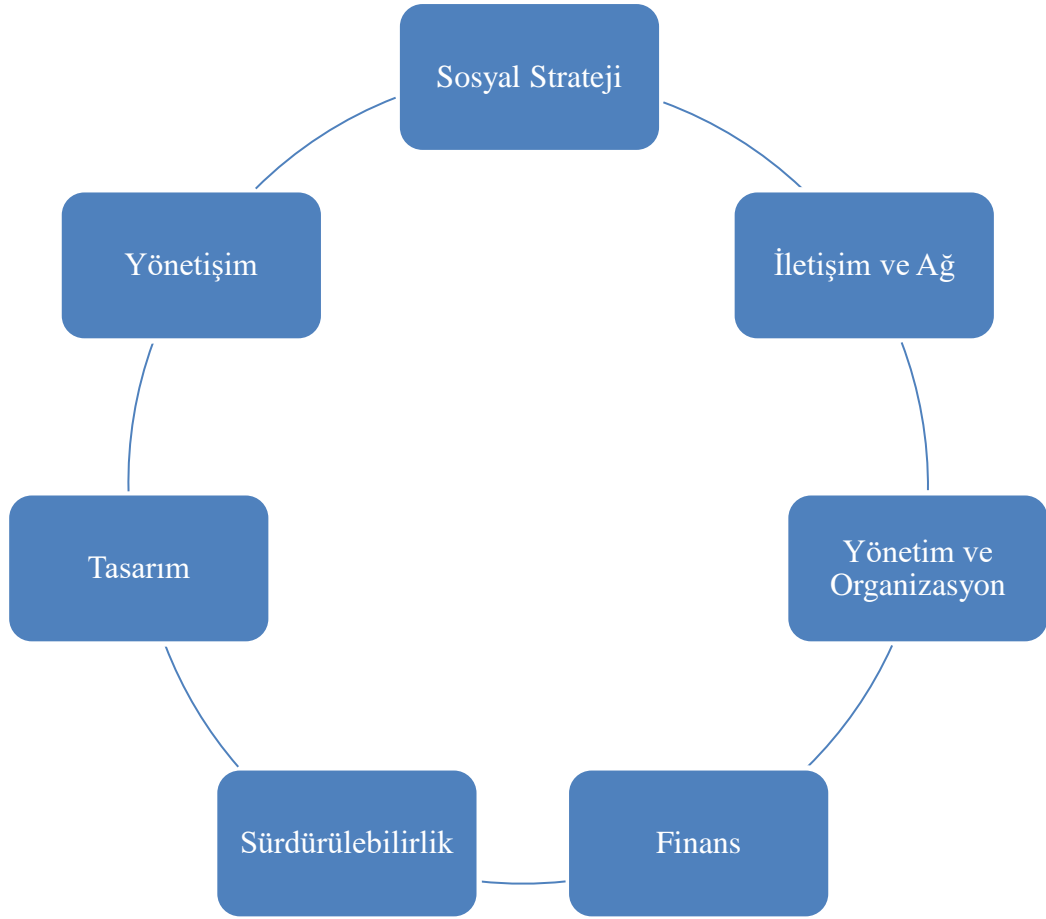 Sosyal Strateji
İletişim ve Ağ
Yönetim ve
Organizasyon
Finans
Sürdürülebilirlik
Tasarım
Yönetişim